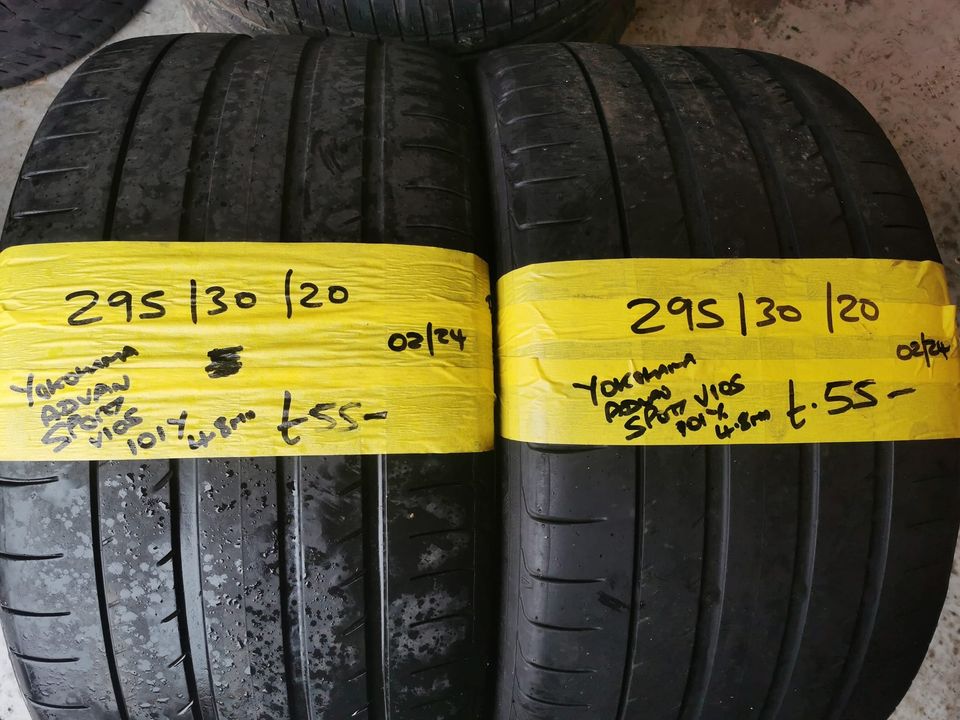 295/30/20
02/24
YOKOHAMA
ADVAN
SPORT
V105
101Y
4.8mm
£55-
295/30/20
02/24
YOKOHAMA
ADVAN
SPORT V105
101Y
4.8mm
£.55-